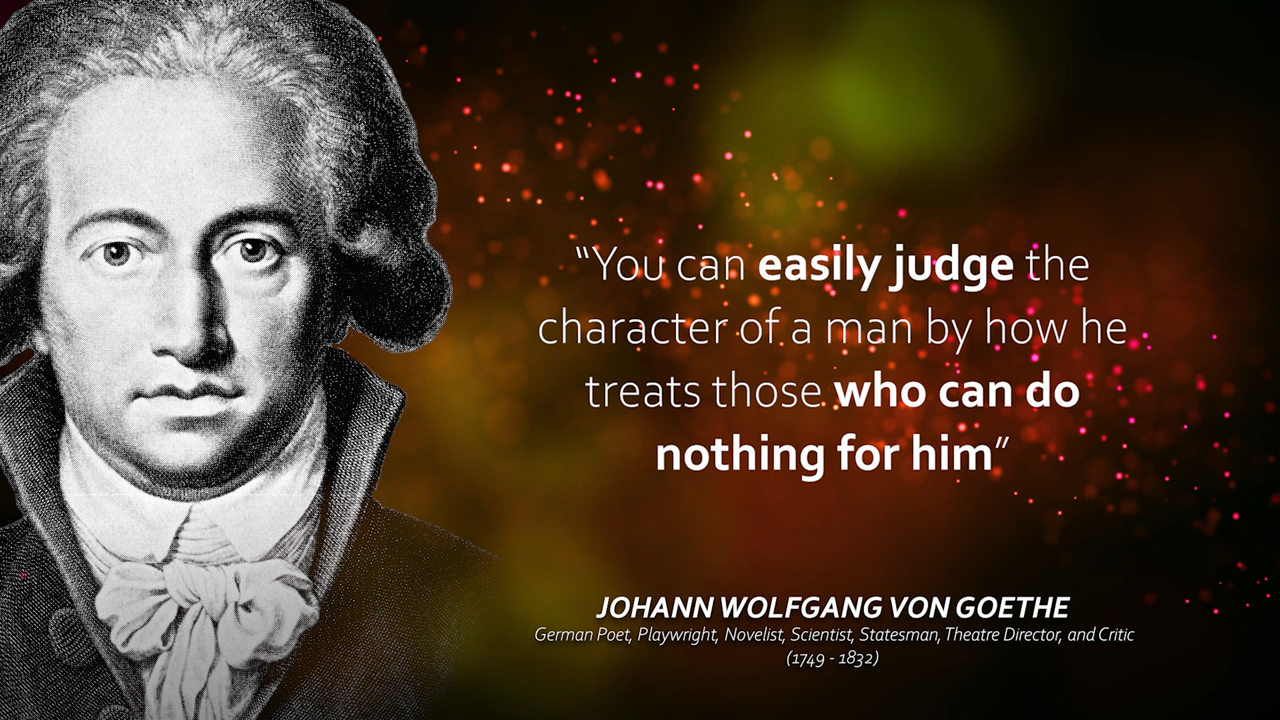 “You can easily judge the
character of a man by how he
treats those who can do
nothing for him”
JOHANN WOLFGANG VON GOETHE
German Poet, Playwright, Novelist, Scientist, Statesman, Theatre Director, and Critic
(1749 - 1832)